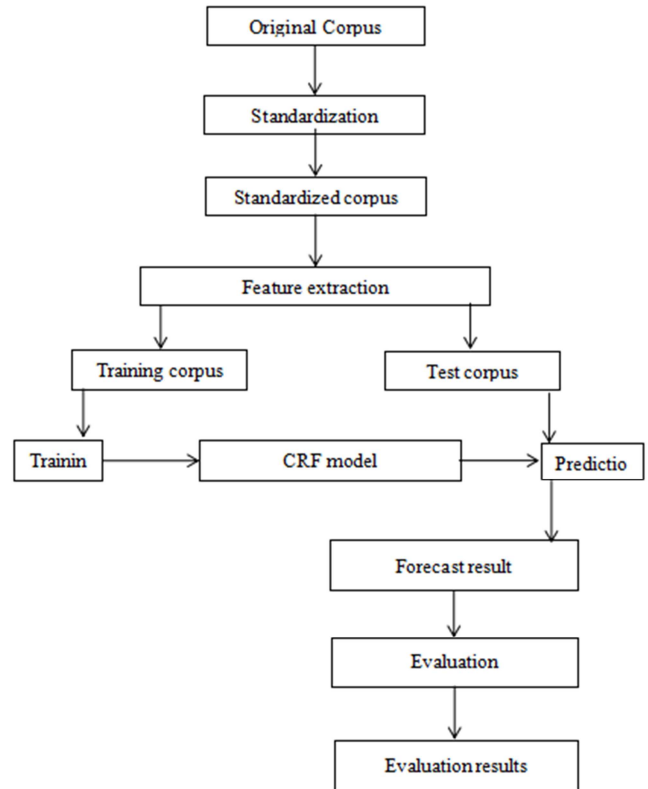 Original Corpus
Standardization
Standardized corpus
Feature extraction
Training corpus
Test corpus
Trainin
CRF model
Predictio
Forecast result
Evaluation
Evaluation results